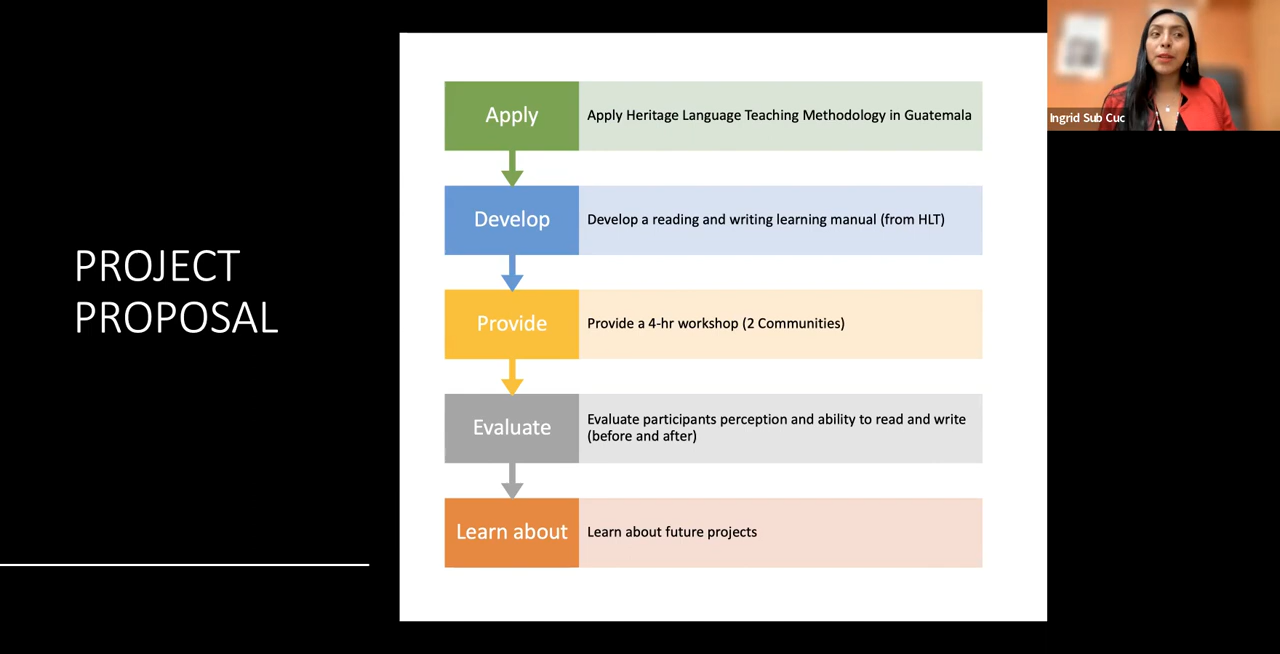 PROJECT
PROPOSAL
Apply
Apply Heritage Language Teaching Methodology in Guatemala
Develop
Develop a reading and writing learning manual (from HLT)
Provide
Provide a 4-hr workshop (2 Communities)
Evaluate
Evaluate participants perception and ability to read and write
(before and after)
Learn about
Learn about future projects
Ingrid Sub Cuc